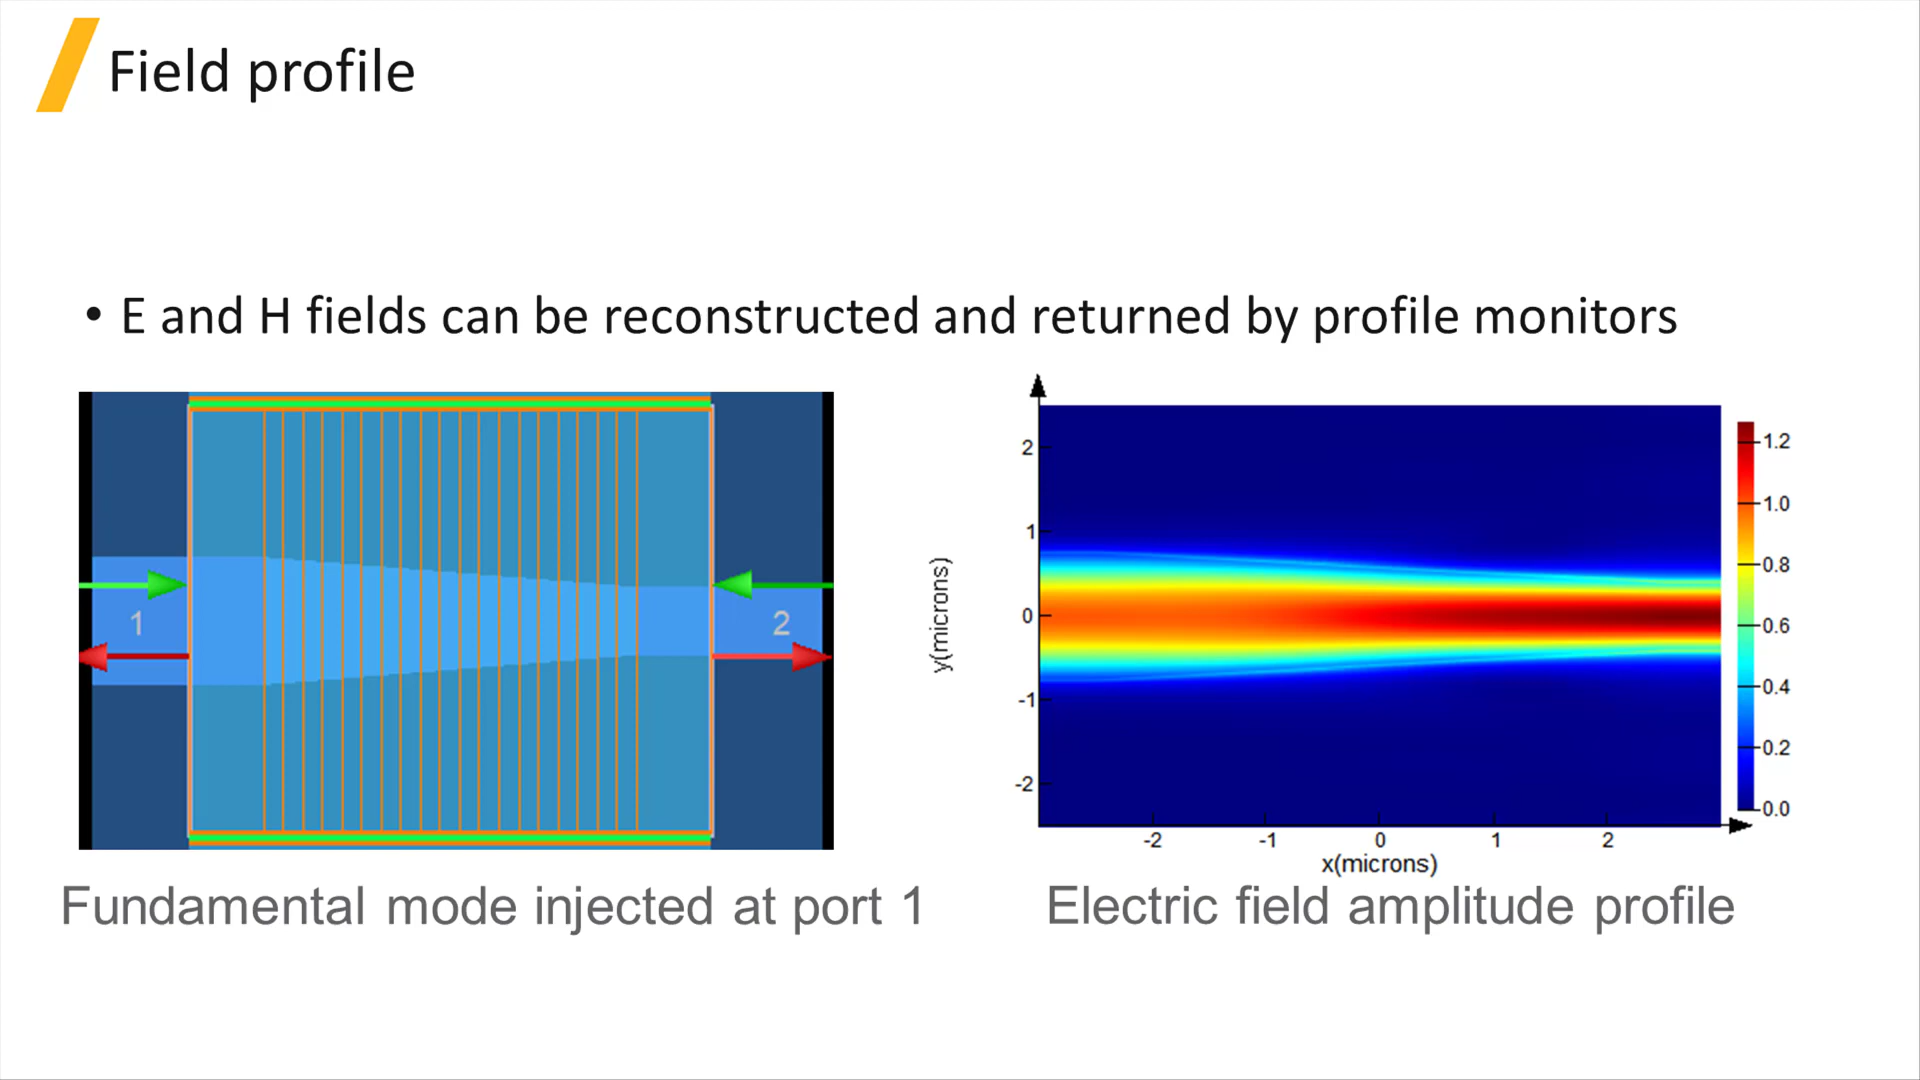 Field profile
• E and H fields can be reconstructed and returned by profile monitors
1
2
y(microns)
2
1
0
-1
-2
-2 -1 0 1 2
x(microns)
1.2
1.0
0.8
0.6
0.4
0.2
0.0
Fundamental mode injected at port 1
Electric field amplitude profile